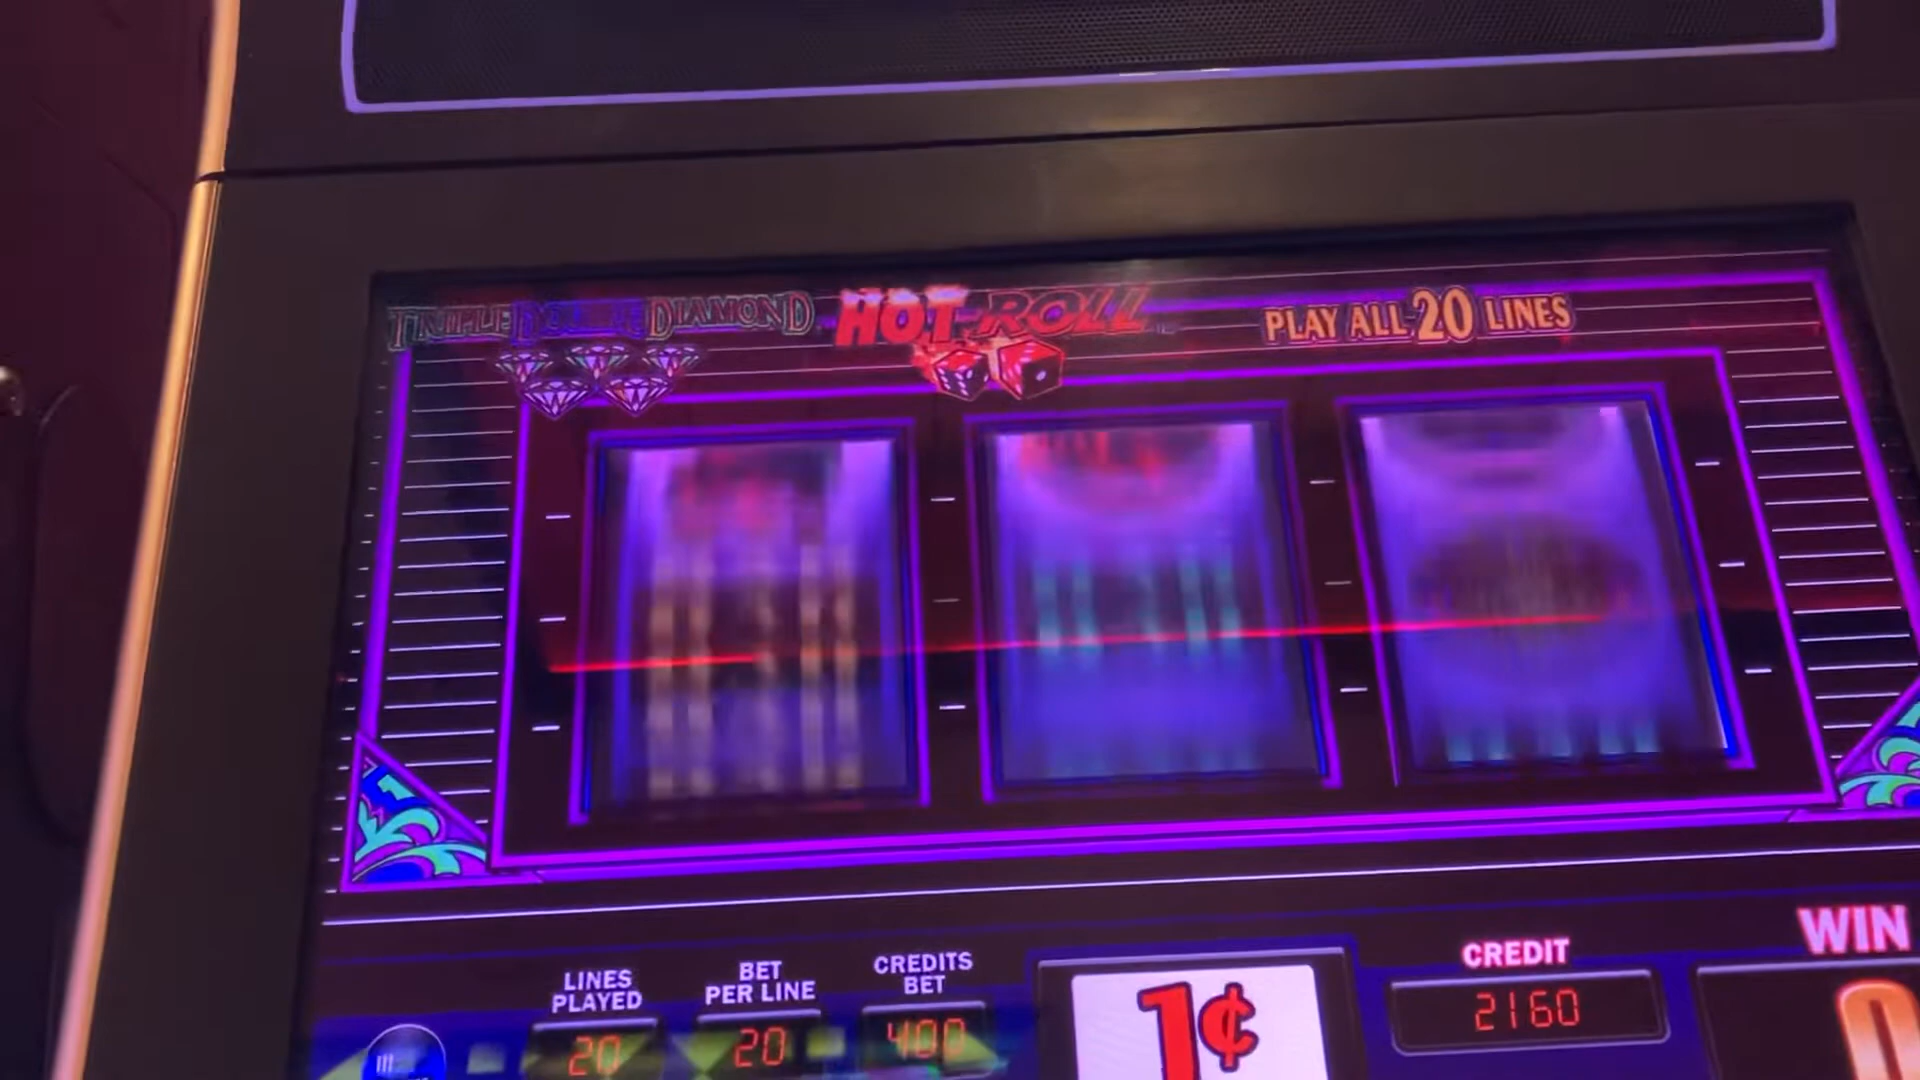 TRIPLE DOUBLE DIAMOND
HOT ROLL
PLAY ALL 20 LINES
LINES PLAYED
20
BET PER LINE
20
CREDITS BET
400
1¢
CREDIT
2160
WIN
0